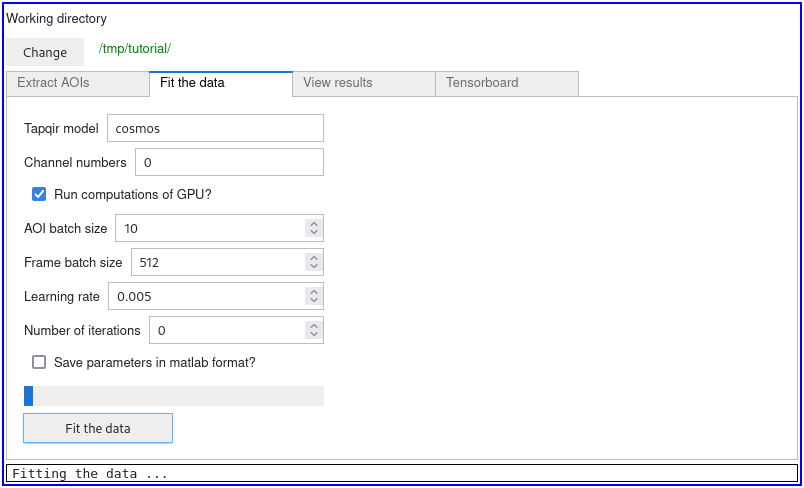 Working directory
Change /tmp/tutorial/
Extract AOIs Fit the data View results Tensorboard
Tapqir model cosmos
Channel numbers 0
Run computations of GPU?
AOI batch size 10
Frame batch size 512
Learning rate 0.005
Number of iterations 0
Save parameters in matlab format?
Fit the data
Fitting the data ...